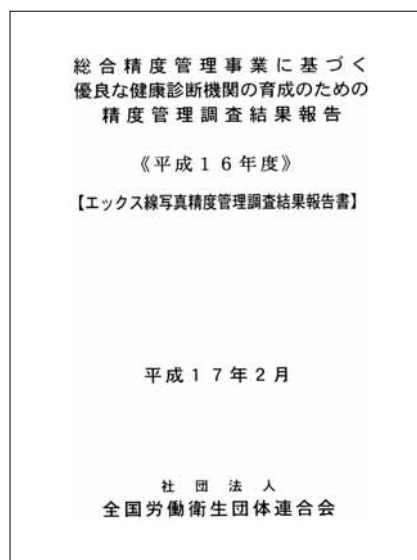 総合精度管理事業に基づく
優良な健康診断機関の育成のための
精度管理調査結果報告
《平成16年度》
【エックス線写真精度管理調査結果報告書】
平成17年2月
社団法人
全国労働衛生団体連合会